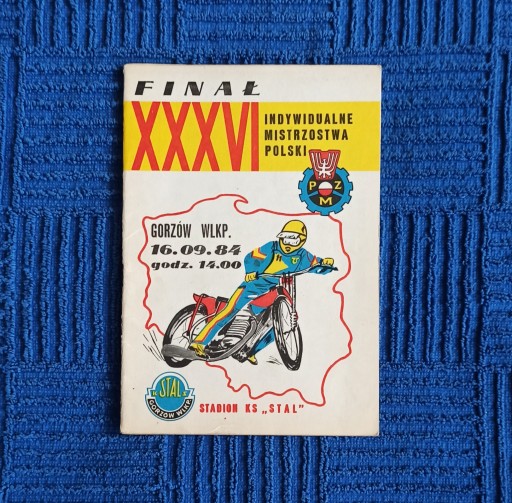 FINAŁ
XXXVI
INDYWIDUALNE
MISTRZOSTWA
POLSKI
PZM
GORZÓW WLKP.
16.09.84
godz. 14.00
STAL
GORZÓW WLKP.
STADION KS „STAL"